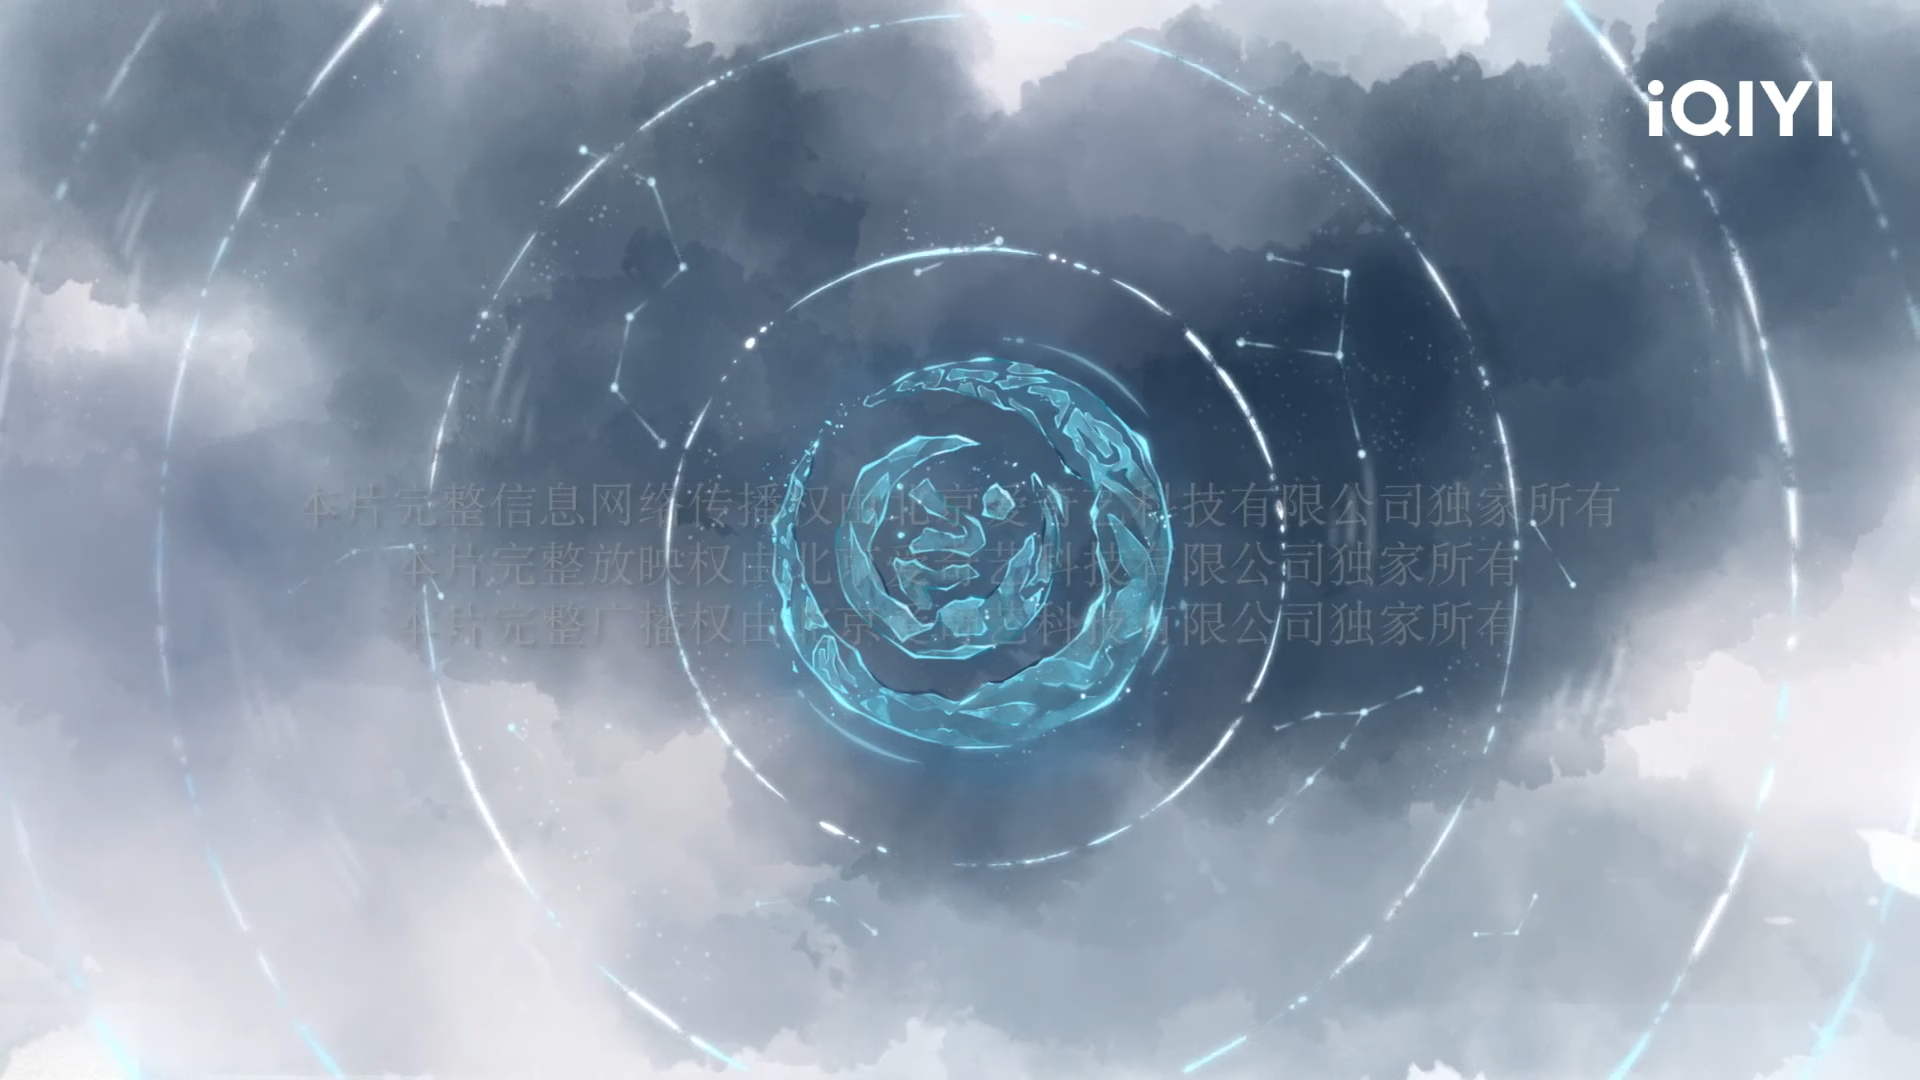 iQIYI
本片完整信息网络传播权由北京爱奇艺科技有限公司独家所有
本片完整放映权由北京爱奇艺科技有限公司独家所有
本片完整广播权由北京爱奇艺科技有限公司独家所有